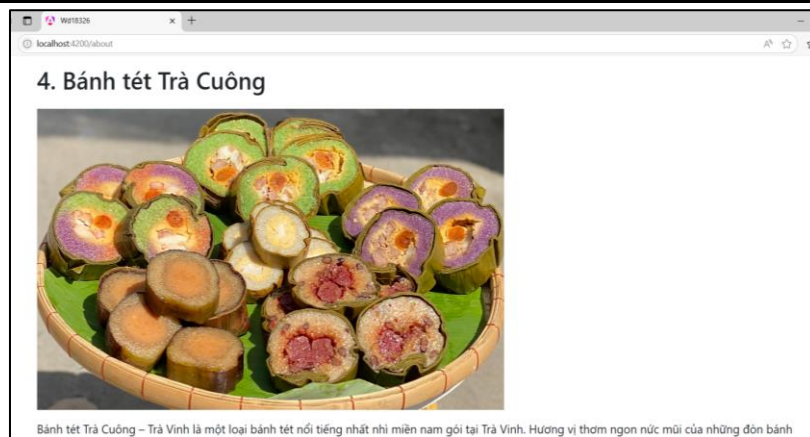 Wd18326
localhost:4200/about
4. Bánh tét Trà Cuông
Bánh tét Trà Cuông – Trà Vinh là một loại bánh tét nổi tiếng nhất nhì miền nam gói tại Trà Vinh. Hương vị thơm ngon nức mũi của những đòn bánh